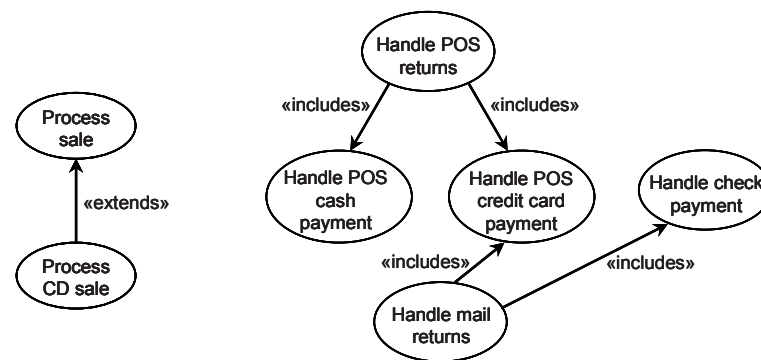 Handle POS
returns
«includes»
«includes»
Process
sale
Handle POS
cash
payment
Handle POS
credit card
payment
Handle check
payment
«extends»
Process
CD sale
«includes»
«includes»
Handle mail
returns